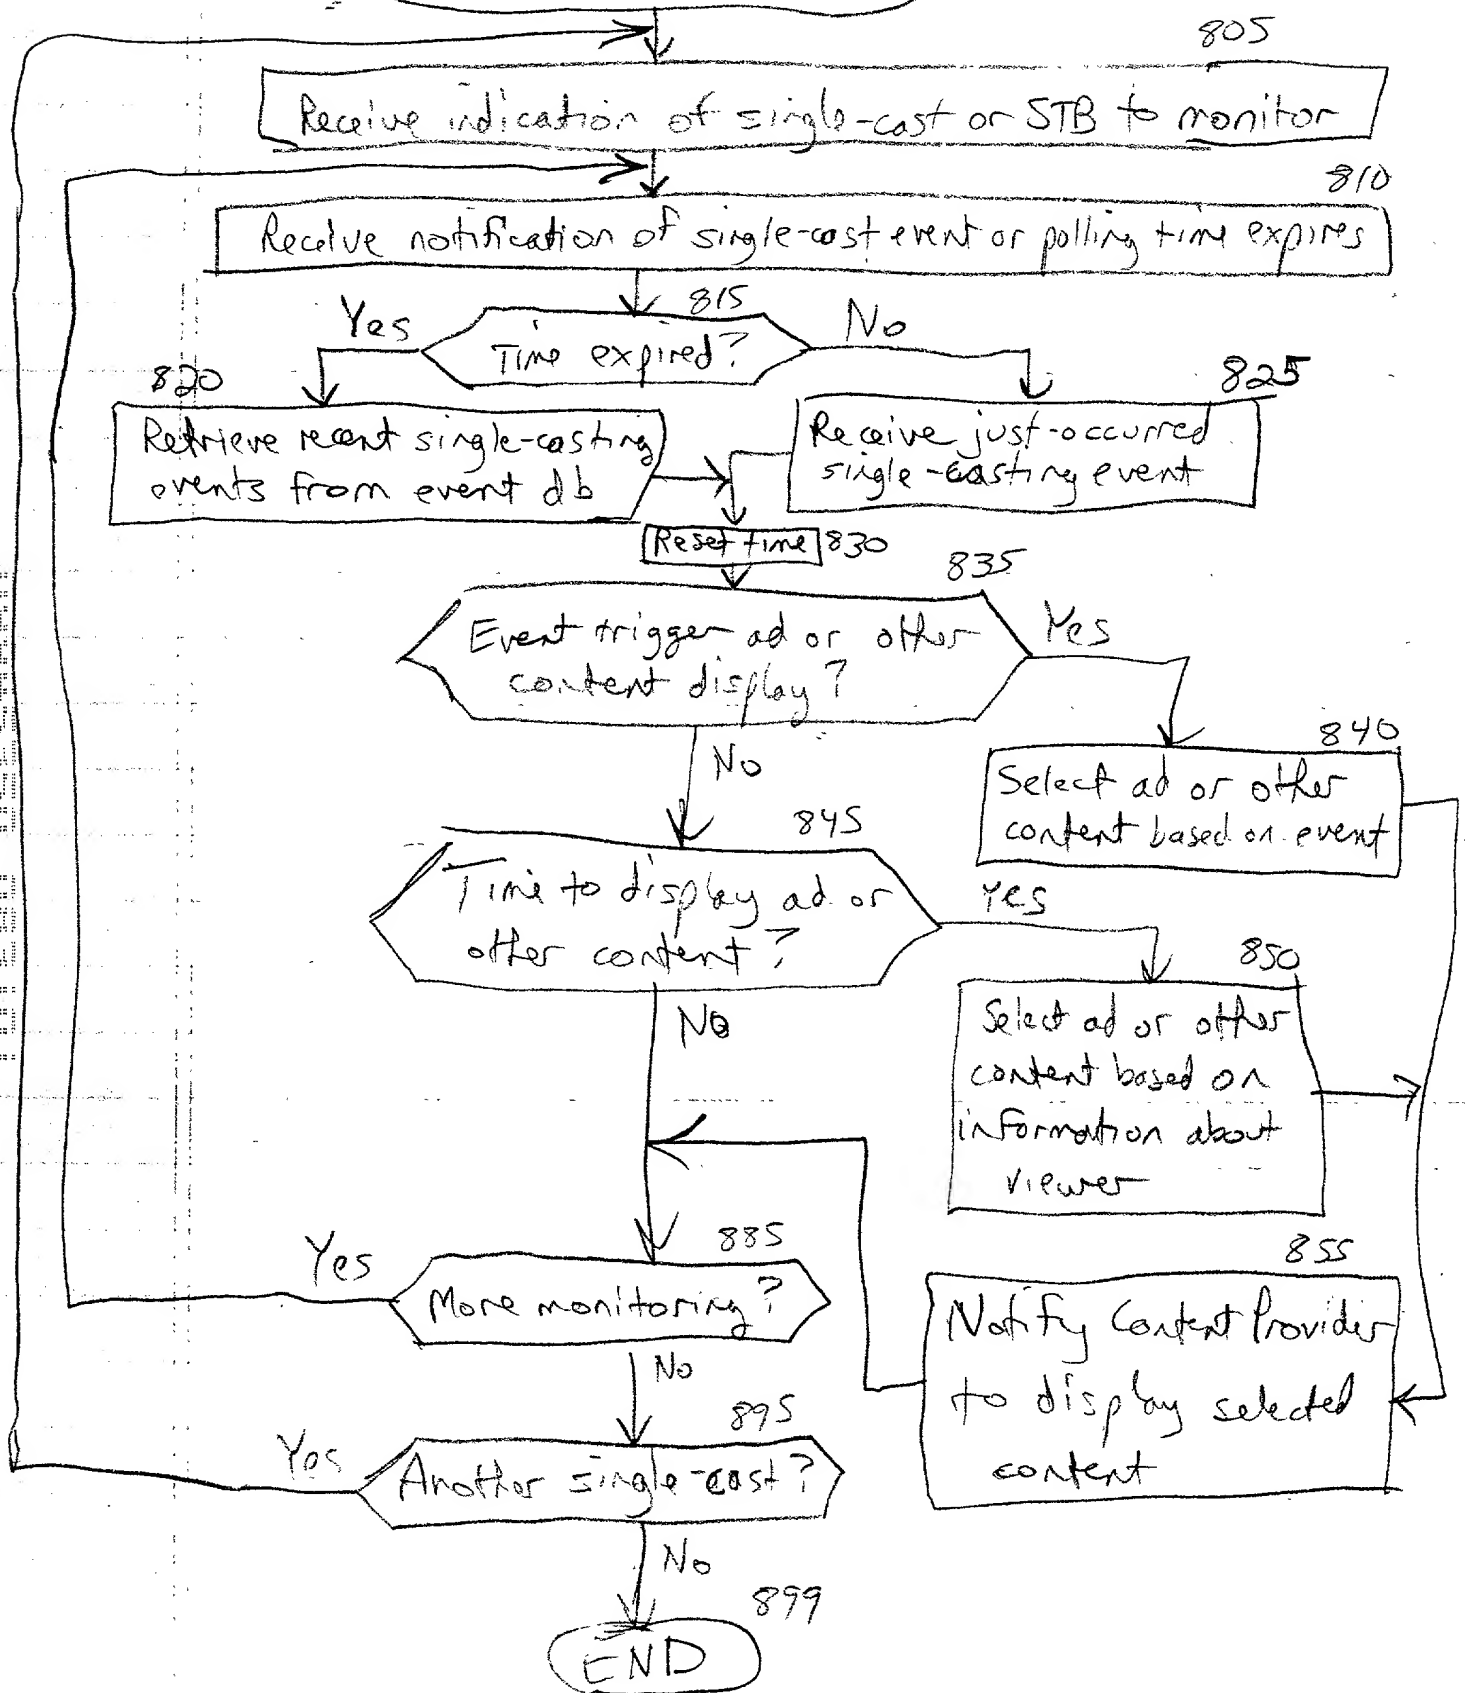 805
Receive indication of single-cast or STB to monitor
810
Receive notification of single-cast event or polling time expires
815
Yes
No
Time expired?
820
825
Retrieve recent single-casting
events from event db
Receive just-occurred
single-casting event
Reset time
830
835
Event trigger ad or other
content display?
Yes
No
840
Select ad or other
content based on event
845
Time to display ad or
other content?
Yes
No
850
Select ad or other
content based on
information about
viewer
855
Notify Content Provider
to display selected
content
885
Yes
More monitoring?
No
895
Yes
Another single-cast?
No
899
END